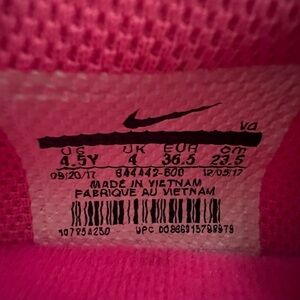 va
US UK EUR cm
4.5Y 4 36.5 23.5
09/20/17 844442-600 12/05/17
MADE IN VIETNAM
FABRIQUE AU VIETNAM
UPC